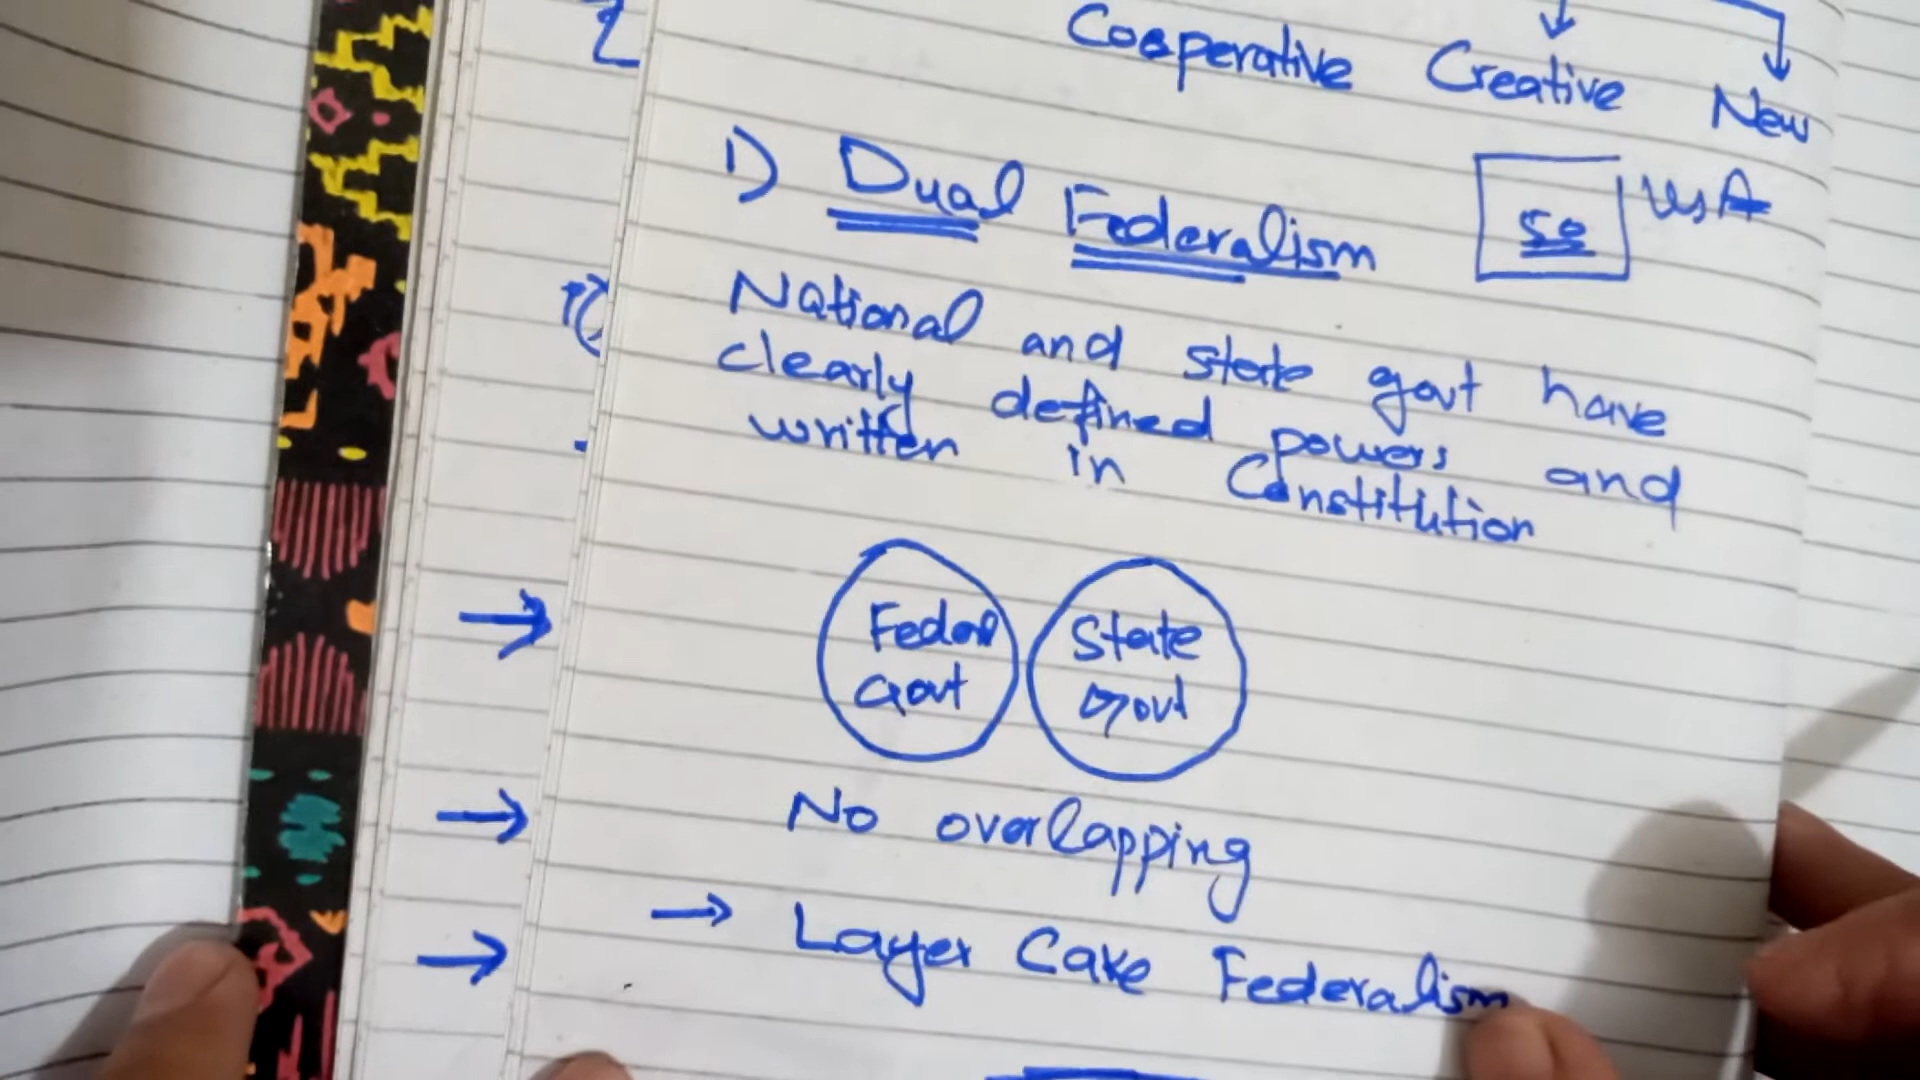 Cooperative Creative New
1) Dual Federalism
50 USA
National and state govt have
clearly defined powers and
written in Constitution
Federal
Govt
State
Govt
No overlapping
→ Layer Cake Federalism